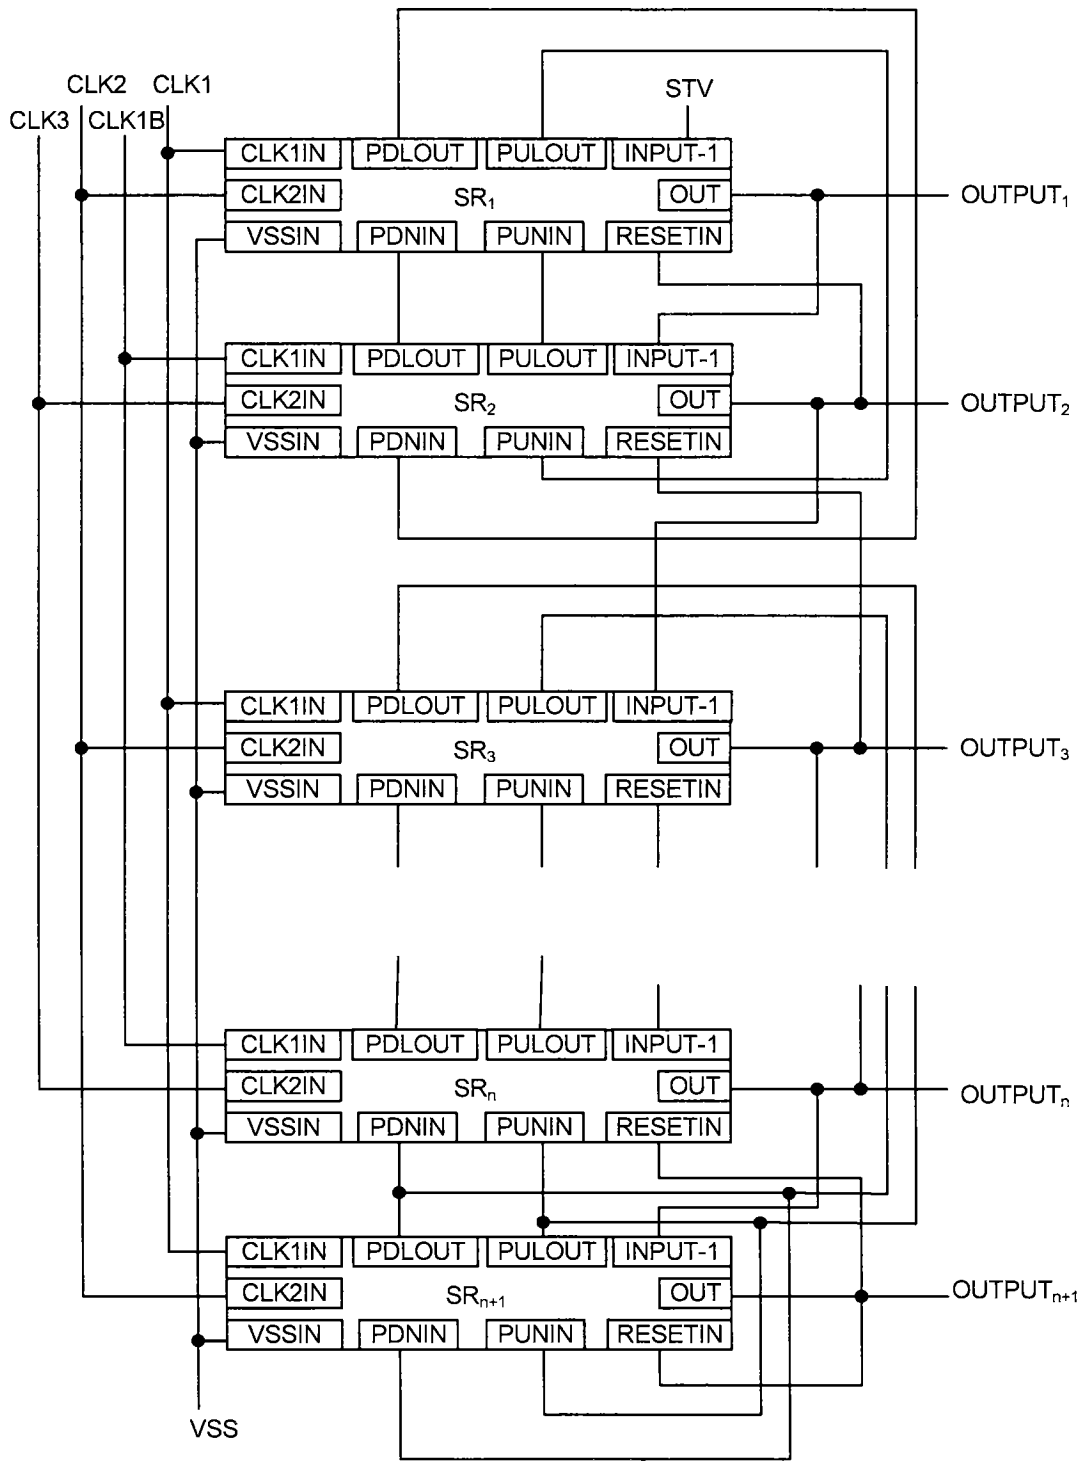 CLK2 CLK1
STV
CLK3 CLK1B
CLK1IN PDLOUT PULOUT INPUT-1
CLK2IN SR1 OUT OUTPUT1
VSSIN PDNIN PUNIN RESETIN
CLK1IN PDLOUT PULOUT INPUT-1
CLK2IN SR2 OUT OUTPUT2
VSSIN PDNIN PUNIN RESETIN
CLK1IN PDLOUT PULOUT INPUT-1
CLK2IN SR3 OUT OUTPUT3
VSSIN PDNIN PUNIN RESETIN
CLK1IN PDLOUT PULOUT INPUT-1
CLK2IN SRn OUT OUTPUTn
VSSIN PDNIN PUNIN RESETIN
CLK1IN PDLOUT PULOUT INPUT-1
CLK2IN SRn+1 OUT OUTPUTn+1
VSSIN PDNIN PUNIN RESETIN
VSS